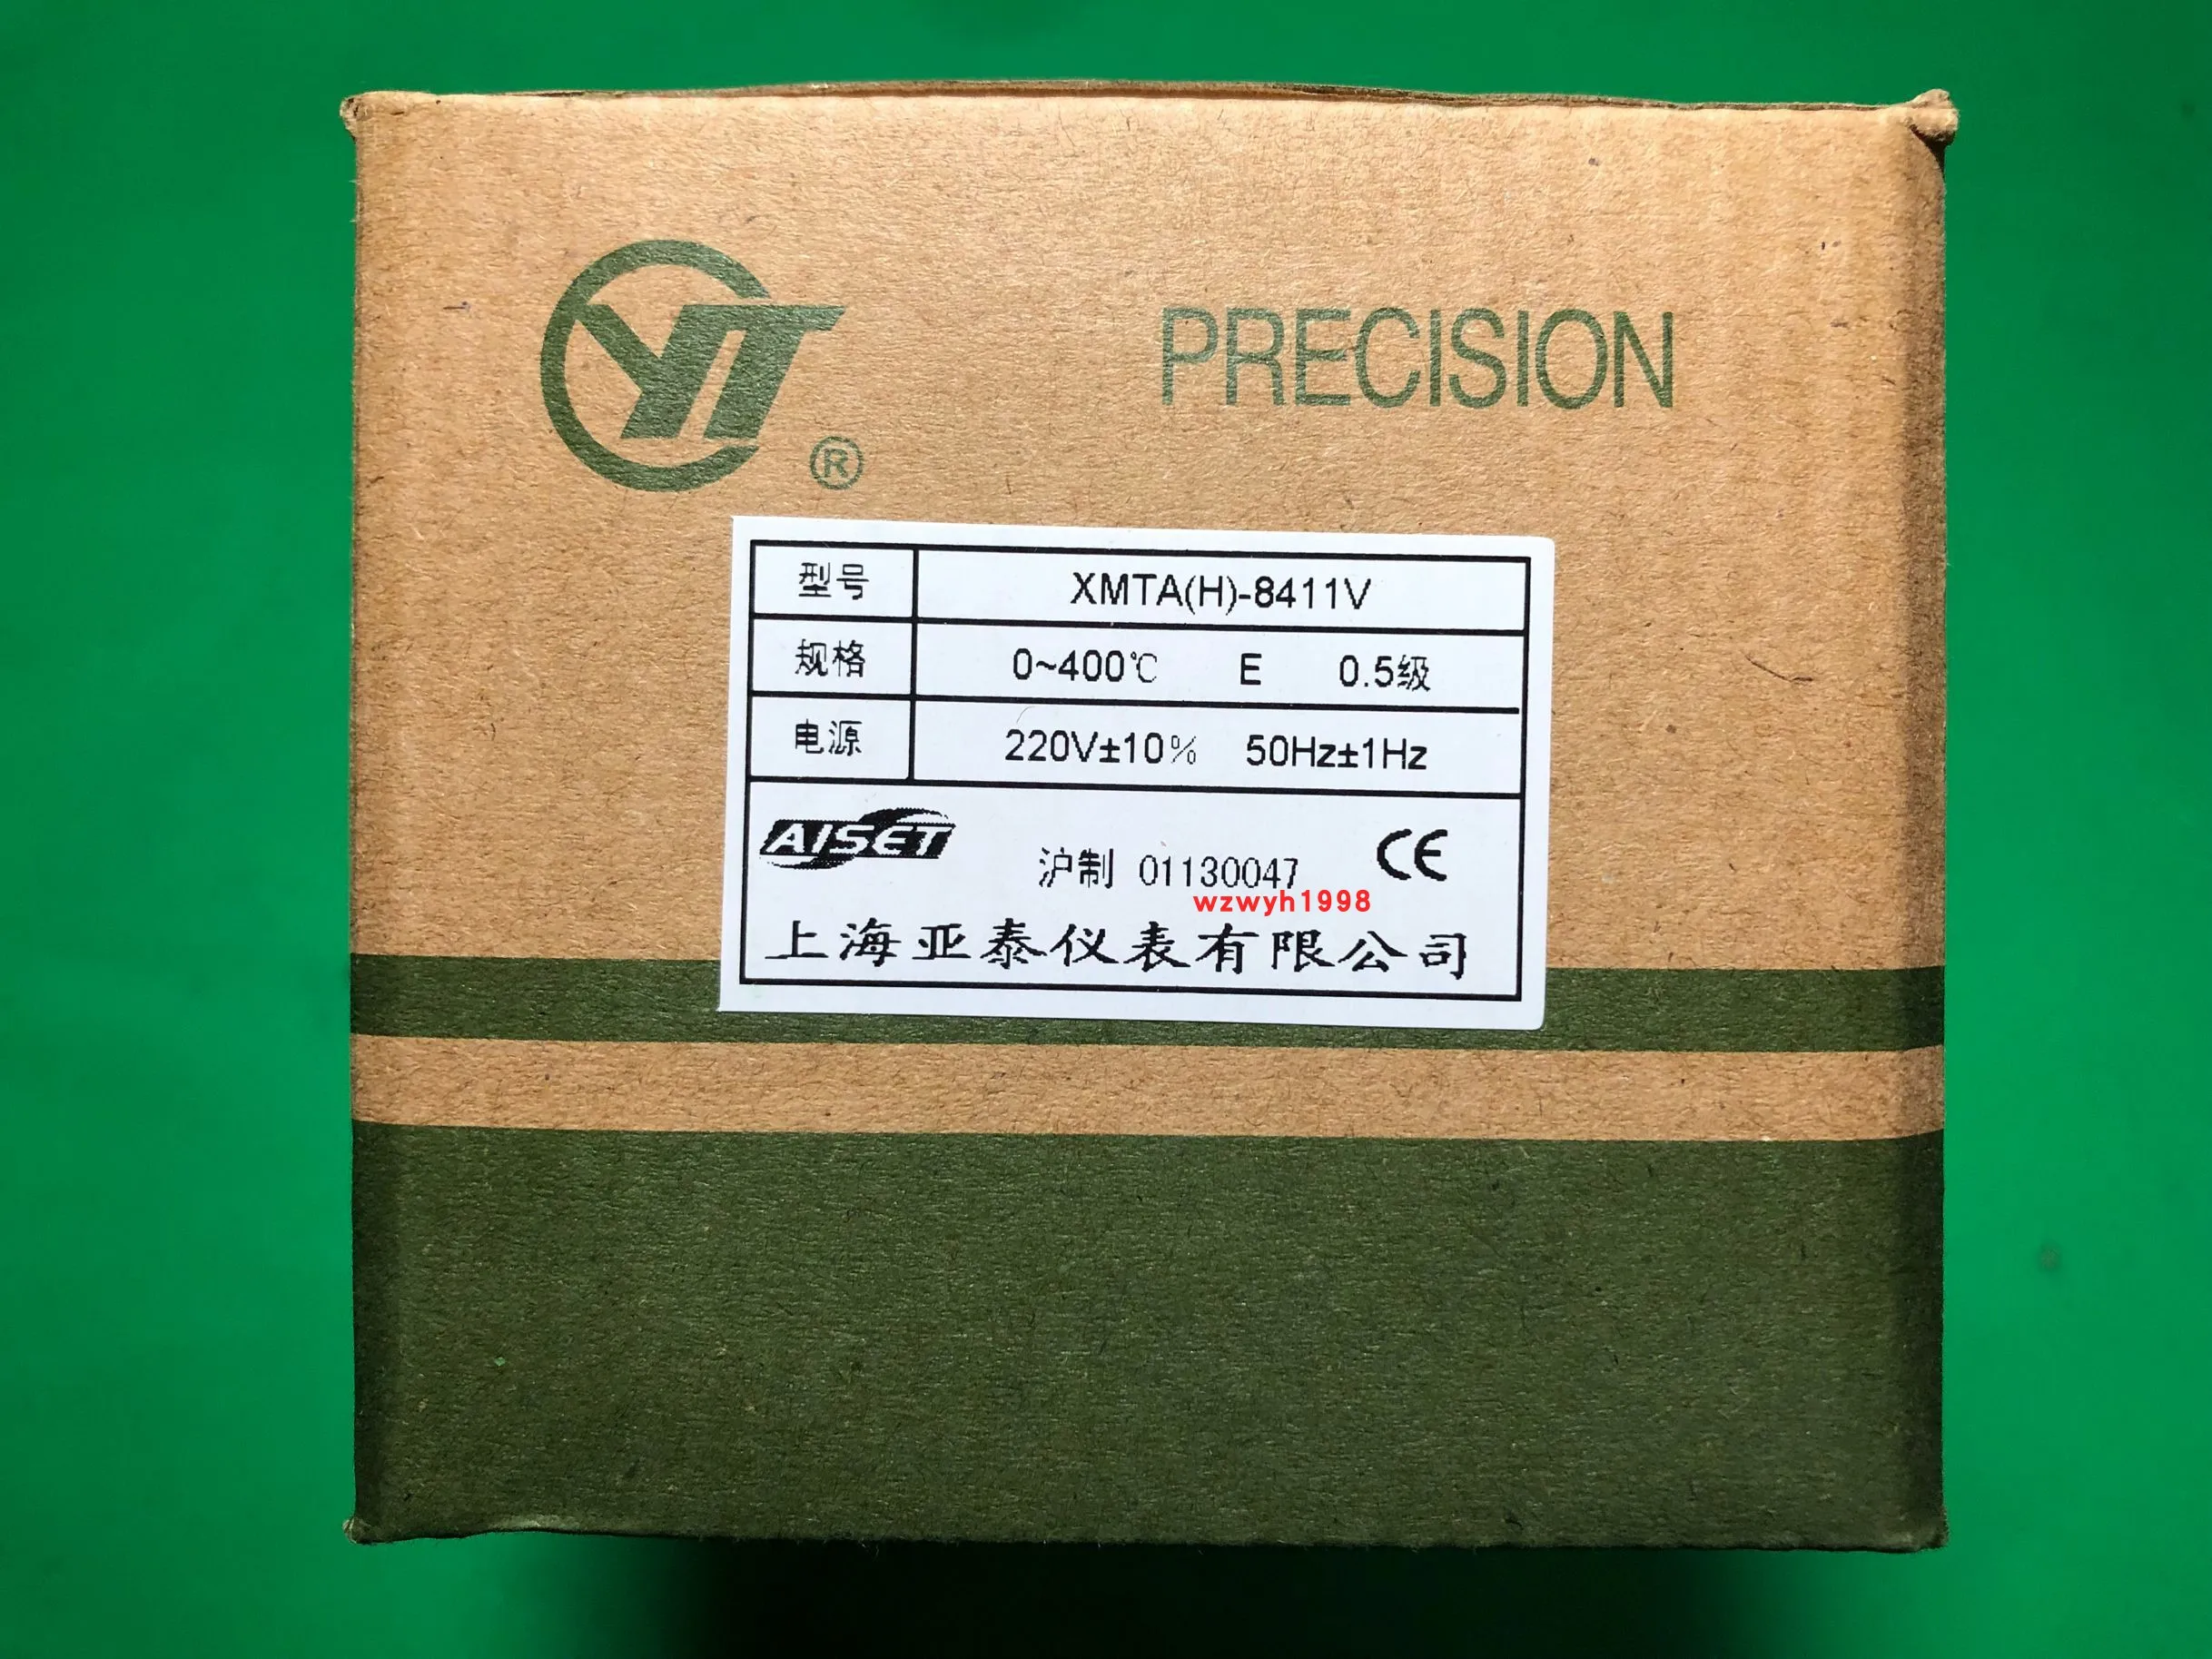 YT ®
PRECISION
型号 XMTA(H)-8411V
规格 0~400℃ E 0.5级
电源 220V±10% 50Hz±1Hz
AISET
沪制 01130047
CE
wzwyh1998
上海亚泰仪表有限公司